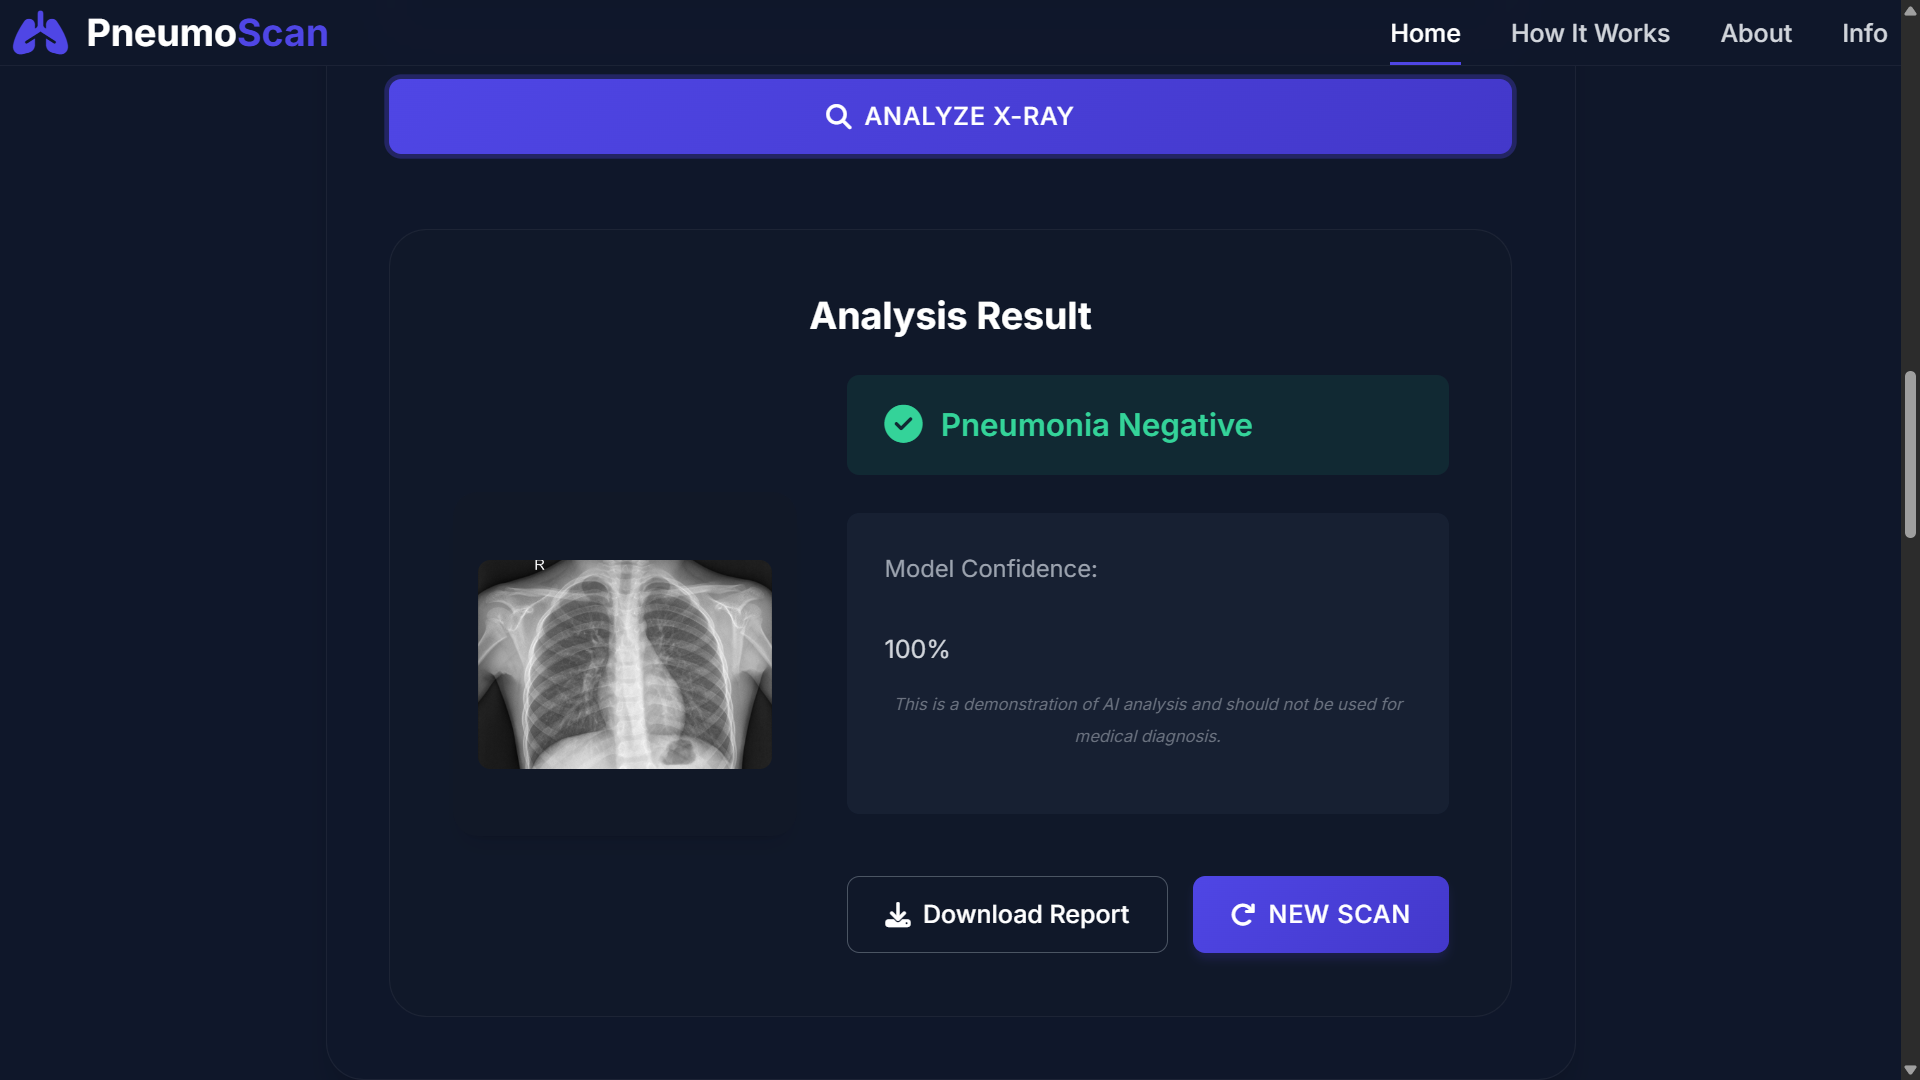 PneumoScan
Home
How It Works
About
Info
ANALYZE X-RAY
Analysis Result
Pneumonia Negative
R
Model Confidence:
100%
This is a demonstration of AI analysis and should not be used for
medical diagnosis.
Download Report
NEW SCAN